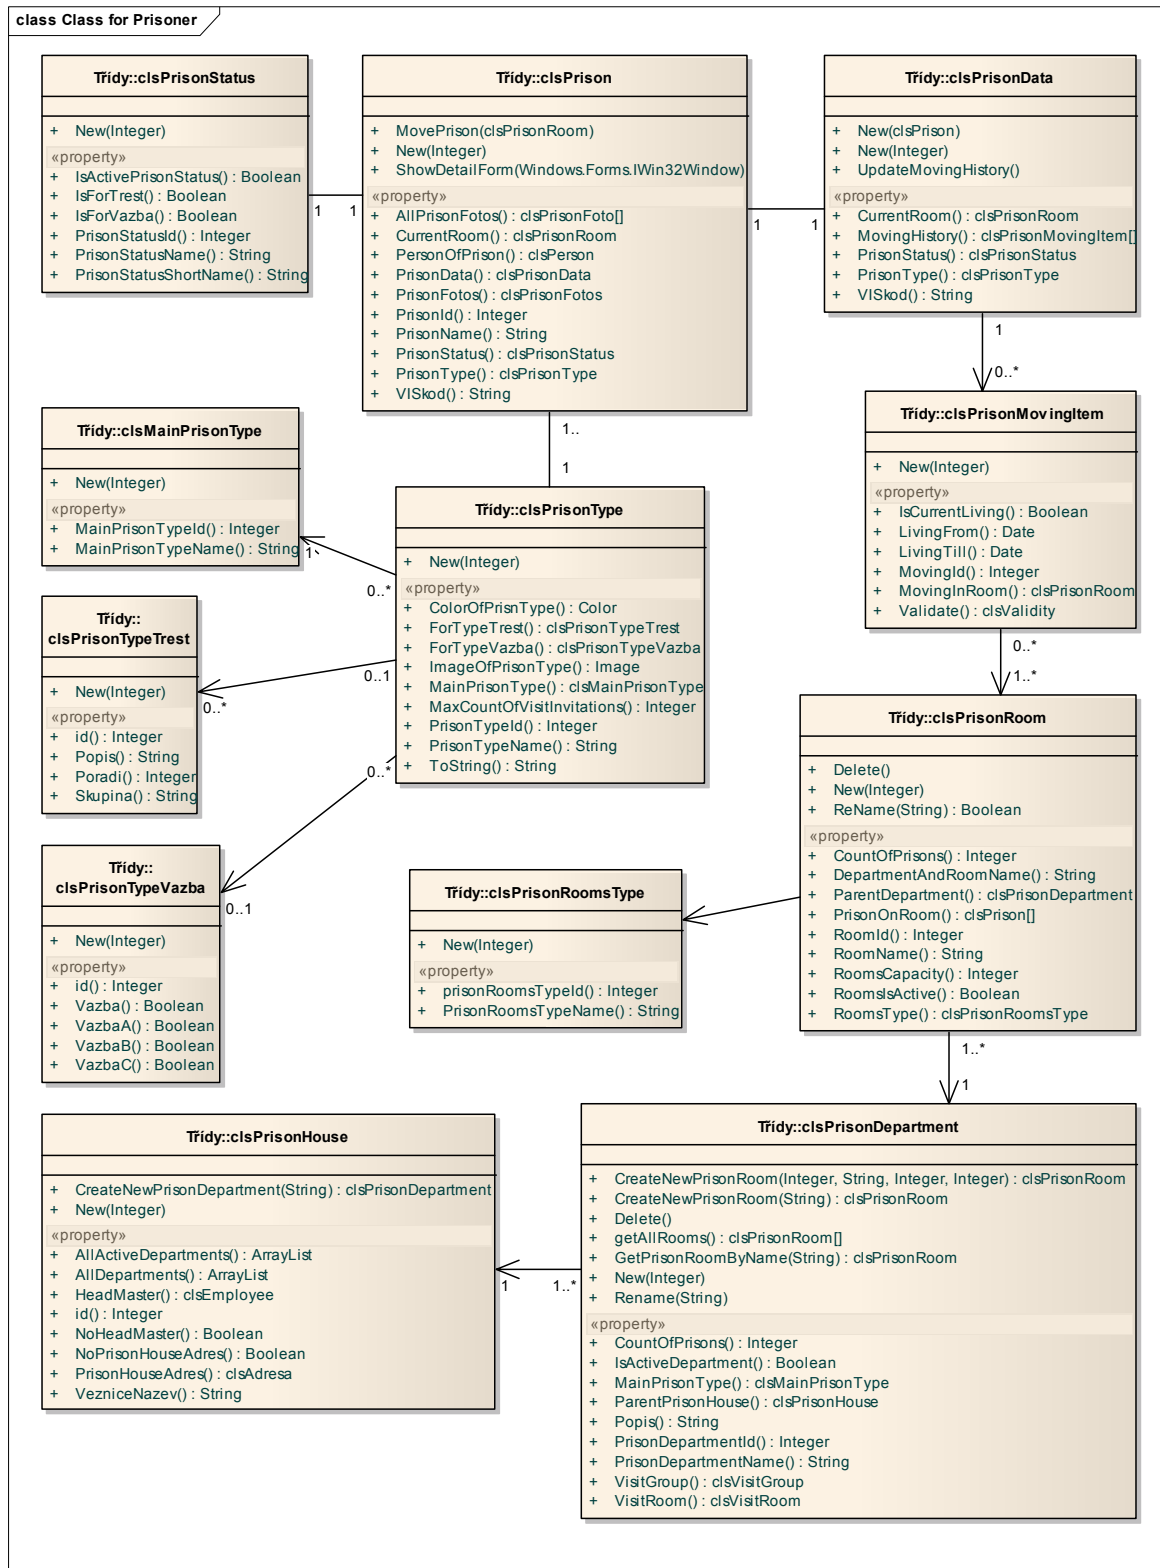 class Class for Prisoner
Třídy::clsPrisonStatus
+ New(Integer)
«property»
+ IsActivePrisonStatus() : Boolean
+ IsForTrest() : Boolean
+ IsForVazba() : Boolean
+ PrisonStatusId() : Integer
+ PrisonStatusName() : String
+ PrisonStatusShortName() : String
1
1
Třídy::clsPrison
+ MovePrison(clsPrisonRoom)
+ New(Integer)
+ ShowDetailForm(Windows.Forms.IWin32Window)
«property»
+ AllPrisonFotos() : clsPrisonFoto[]
+ CurrentRoom() : clsPrisonRoom
+ PersonOfPrison() : clsPerson
+ PrisonData() : clsPrisonData
+ PrisonFotos() : clsPrisonFotos
+ PrisonId() : Integer
+ PrisonName() : String
+ PrisonStatus() : clsPrisonStatus
+ PrisonType() : clsPrisonType
+ VISkod() : String
1
1
Třídy::clsPrisonData
+ New(clsPrison)
+ New(Integer)
+ UpdateMovingHistory()
«property»
+ CurrentRoom() : clsPrisonRoom
+ MovingHistory() : clsPrisonMovingItem[]
+ PrisonStatus() : clsPrisonStatus
+ PrisonType() : clsPrisonType
+ VISkod() : String
1
0..*
Třídy::clsMainPrisonType
+ New(Integer)
«property»
+ MainPrisonTypeId() : Integer
+ MainPrisonTypeName() : String
1
0..*
1..
1
Třídy::clsPrisonType
+ New(Integer)
«property»
+ ColorOfPrisnType() : Color
+ ForTypeTrest() : clsPrisonTypeTrest
+ ForTypeVazba() : clsPrisonTypeVazba
+ ImageOfPrisonType() : Image
+ MainPrisonType() : clsMainPrisonType
+ MaxCountOfVisitInvitations() : Integer
+ PrisonTypeId() : Integer
+ PrisonTypeName() : String
+ ToString() : String
Třídy::clsPrisonMovingItem
+ New(Integer)
«property»
+ IsCurrentLiving() : Boolean
+ LivingFrom() : Date
+ LivingTill() : Date
+ MovingId() : Integer
+ MovingInRoom() : clsPrisonRoom
+ Validate() : clsValidity
0..*
1..*
Třídy::
clsPrisonTypeTrest
+ New(Integer)
«property»
+ id() : Integer
+ Popis() : String
+ Poradi() : Integer
+ Skupina() : String
0..1
0..*
0..*
0..1
Třídy::clsPrisonRoom
+ Delete()
+ New(Integer)
+ ReName(String) : Boolean
«property»
+ CountOfPrisons() : Integer
+ DepartmentAndRoomName() : String
+ ParentDepartment() : clsPrisonDepartment
+ PrisonOnRoom() : clsPrison[]
+ RoomId() : Integer
+ RoomName() : String
+ RoomsCapacity() : Integer
+ RoomsIsActive() : Boolean
+ RoomsType() : clsPrisonRoomsType
1..*
1
Třídy::
clsPrisonTypeVazba
+ New(Integer)
«property»
+ id() : Integer
+ Vazba() : Boolean
+ VazbaA() : Boolean
+ VazbaB() : Boolean
+ VazbaC() : Boolean
Třídy::clsPrisonRoomsType
+ New(Integer)
«property»
+ prisonRoomsTypeId() : Integer
+ PrisonRoomsTypeName() : String
Třídy::clsPrisonHouse
+ CreateNewPrisonDepartment(String) : clsPrisonDepartment
+ New(Integer)
«property»
+ AllActiveDepartments() : ArrayList
+ AllDepartments() : ArrayList
+ HeadMaster() : clsEmployee
+ id() : Integer
+ NoHeadMaster() : Boolean
+ NoPrisonHouseAdres() : Boolean
+ PrisonHouseAdres() : clsAdresa
+ VezniceNazev() : String
1
1..*
Třídy::clsPrisonDepartment
+ CreateNewPrisonRoom(Integer, String, Integer, Integer) : clsPrisonRoom
+ CreateNewPrisonRoom(String) : clsPrisonRoom
+ Delete()
+ getAllRooms() : clsPrisonRoom[]
+ GetPrisonRoomByName(String) : clsPrisonRoom
+ New(Integer)
+ Rename(String)
«property»
+ CountOfPrisons() : Integer
+ IsActiveDepartment() : Boolean
+ MainPrisonType() : clsMainPrisonType
+ ParentPrisonHouse() : clsPrisonHouse
+ Popis() : String
+ PrisonDepartmentId() : Integer
+ PrisonDepartmentName() : String
+ VisitGroup() : clsVisitGroup
+ VisitRoom() : clsVisitRoom